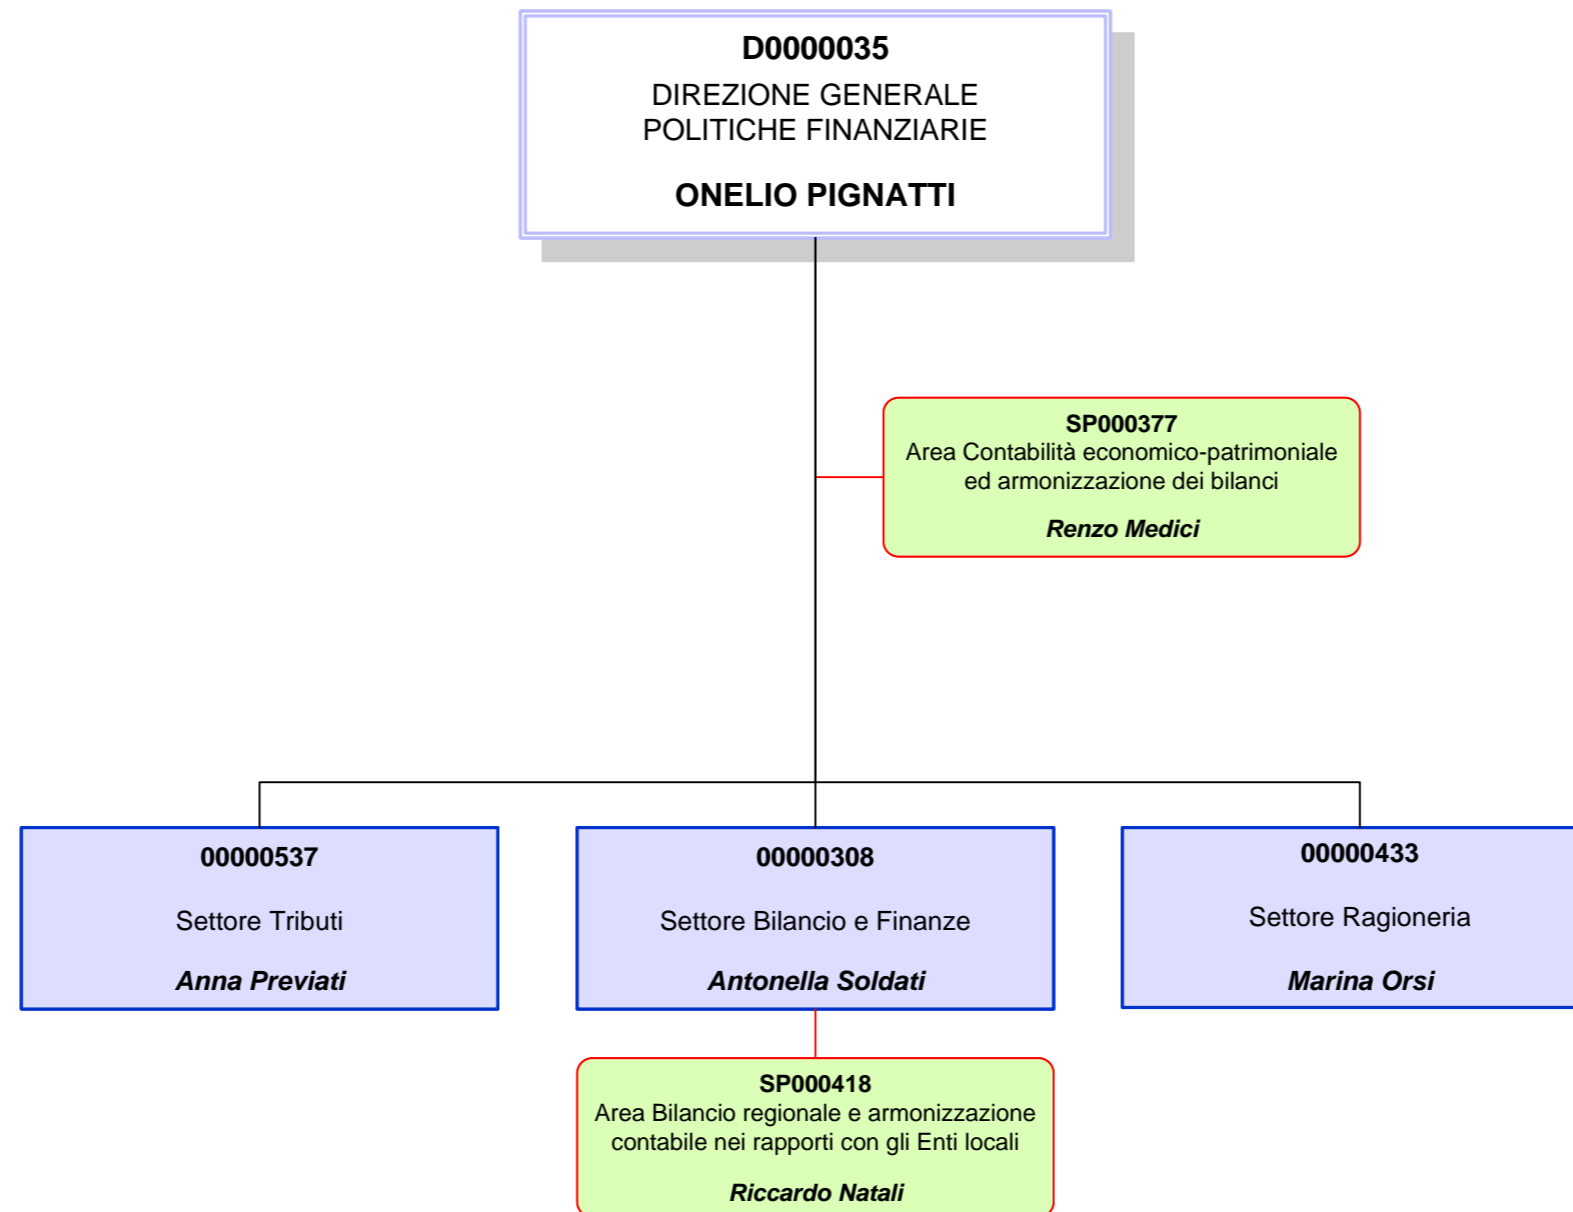 D0000035
DIREZIONE GENERALE
POLITICHE FINANZIARIE
ONELIO PIGNATTI
SP000377
Area Contabilità economico-patrimoniale
ed armonizzazione dei bilanci
Renzo Medici
00000537
Settore Tributi
Anna Previati
00000308
Settore Bilancio e Finanze
Antonella Soldati
00000433
Settore Ragioneria
Marina Orsi
SP000418
Area Bilancio regionale e armonizzazione
contabile nei rapporti con gli Enti locali
Riccardo Natali